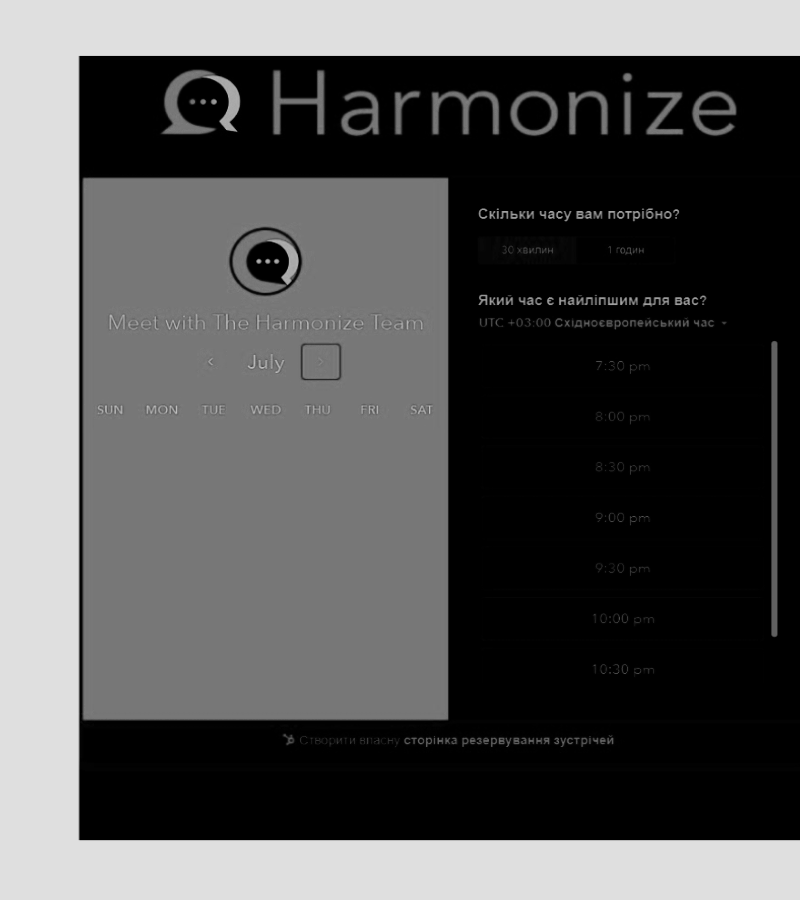 Harmonize
Meet with The Harmonize Team
July
SUN MON TUE WED THU FRI SAT
Скільки часу вам потрібно?
30 хвилин 1 годин
Який час є найліпшим для вас?
UTC +03:00 Східноєвропейський час
7:30 pm
8:00 pm
8:30 pm
9:00 pm
9:30 pm
10:00 pm
10:30 pm
Створити власну сторінка резервування зустрічей